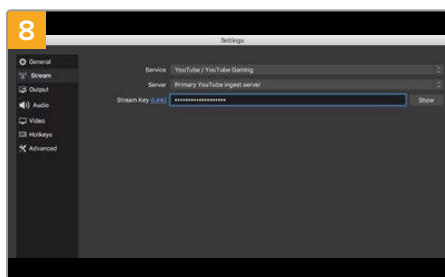 8
Settings
General
Stream
Output
Audio
Video
Hotkeys
Advanced
Service YouTube / YouTube Gaming
Server Primary YouTube ingest server
Stream Key (Link) •••••••••••••••••••• Show